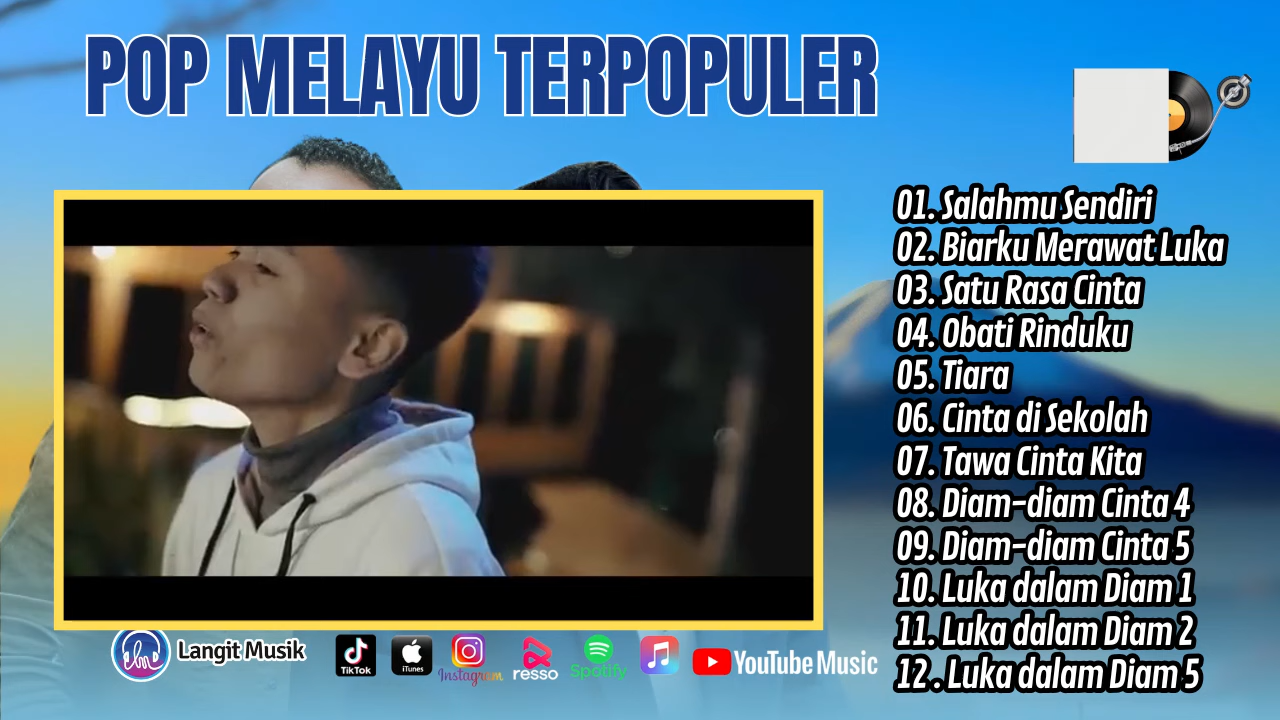 POP MELAYU TERPOPULER
01. Salahmu Sendiri
02. Biarku Merawat Luka
03. Satu Rasa Cinta
04. Obati Rinduku
05. Tiara
06. Cinta di Sekolah
07. Tawa Cinta Kita
08. Diam-diam Cinta 4
09. Diam-diam Cinta 5
10. Luka dalam Diam 1
11. Luka dalam Diam 2
12 . Luka dalam Diam 5
lm Langit Musik
TikTok
iTunes
Instagram
resso
Spotify
YouTube Music